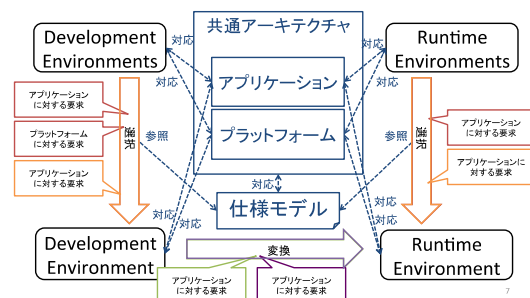 共通アーキテクチャ
Development
Environments
対応
対応
Runtime
Environments
対応
アプリケーション
対応
アプリケーション
に対する要求
プラットフォーム
プラットフォーム
に対する要求
選択
参照
参照
選択
アプリケーション
に対する要求
アプリケーション
に対する要求
アプリケーションに
対する要求
対応
仕様モデル
対応
対応
対応
対応
Development
Environment
変換
Runtime
Environment
アプリケーション
に対する要求
アプリケーション
に対する要求
7